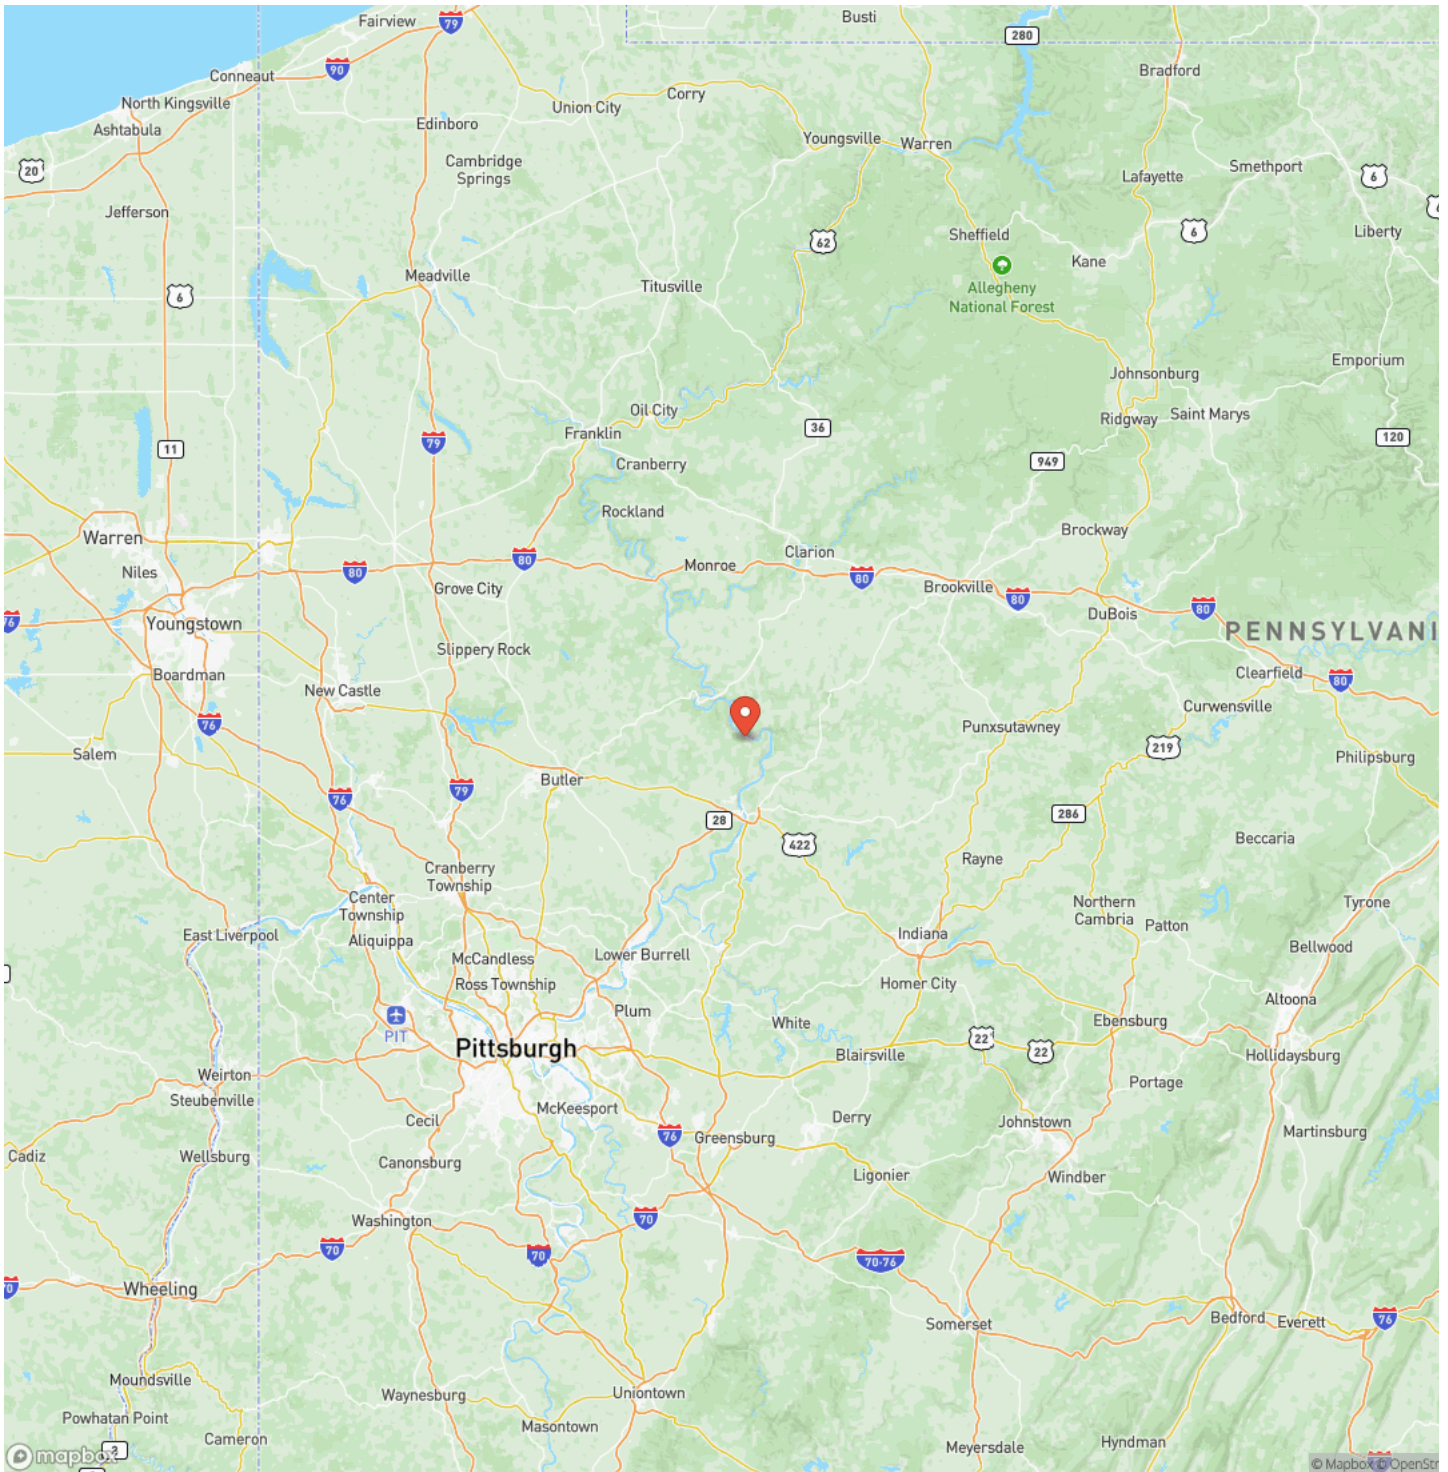 Fairview
79
Busti
280
Conneaut
90
Bradford
North Kingsville
Union City
Corry
Ashtabula
Edinboro
Youngsville
Warren
20
Cambridge
Springs
Smethport
6
Lafayette
Jefferson
6
62
Sheffield
Liberty
Kane
Meadville
Titusville
Allegheny
National Forest
6
Emporium
Johnsonburg
Oil City
Ridgway
Saint Marys
Franklin
36
120
79
11
Cranberry
949
Rockland
Warren
Brockway
Clarion
80
Monroe
Niles
80
80
Grove City
Brookville
80
80
DuBois
76
Youngstown
PENNSYLVANI
Slippery Rock
Boardman
Clearfield
80
New Castle
Curwensville
76
Punxsutawney
219
Salem
Philipsburg
Butler
79
76
28
286
422
Beccaria
Rayne
Cranberry
Township
Center
Township
Northern
Cambria
Tyrone
Patton
East Liverpool
Aliquippa
Indiana
Bellwood
McCandless
Lower Burrell
Ross Township
Homer City
Altoona
Plum
PIT
White
22
Ebensburg
Pittsburgh
22
Blairsville
Hollidaysburg
Weirton
Portage
Steubenville
McKeesport
Cecil
Derry
Johnstown
76
Greensburg
Martinsburg
Cadiz
Wellsburg
Canonsburg
Ligonier
Windber
Washington
70
70
70
70-76
70
Wheeling
Somerset
Bedford
Everett
76
Moundsville
Waynesburg
Uniontown
Powhatan Point
Masontown
Cameron
Hyndman
Meyersdale
2
mapbox
© Mapbox © OpenStr